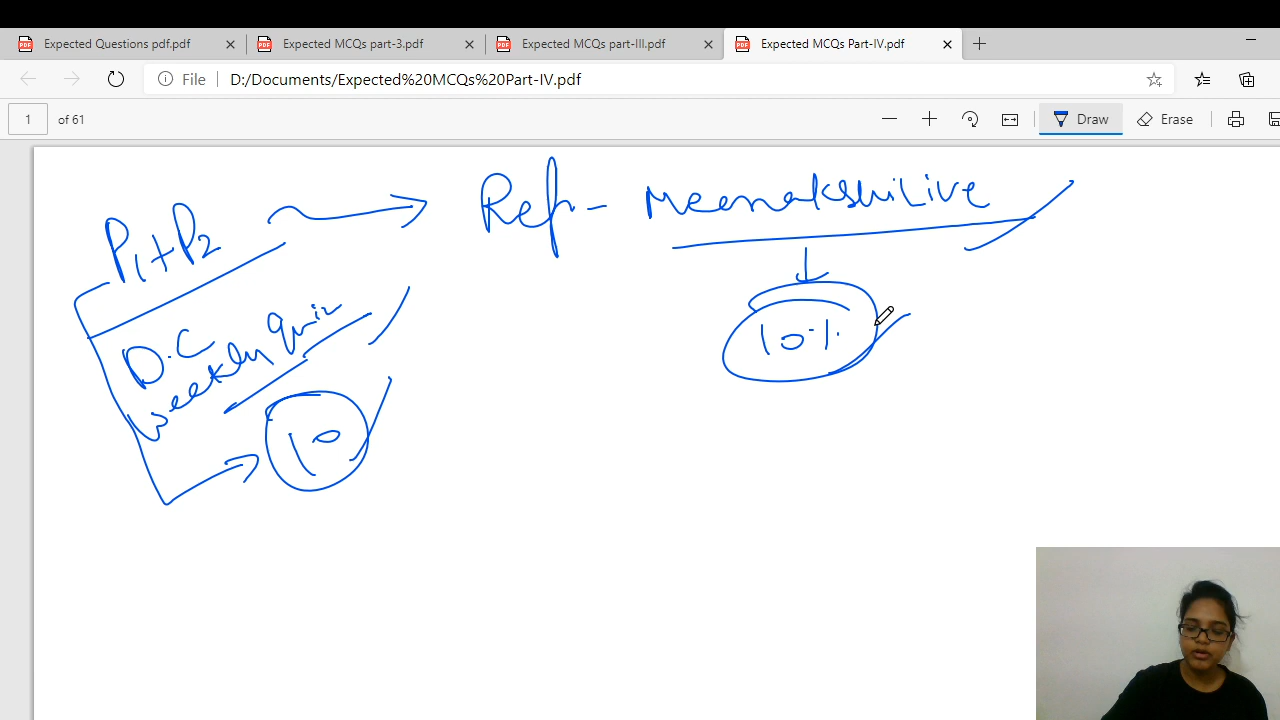 Expected Questions pdf.pdf
Expected MCQs part-3.pdf
Expected MCQs part-III.pdf
Expected MCQs Part-IV.pdf
File
D:/Documents/Expected%20MCQs%20Part-IV.pdf
1 of 61
Draw
Erase
Refr- MeenakshiLive
P1+P2
10%
D.C
weekly Quiz
10